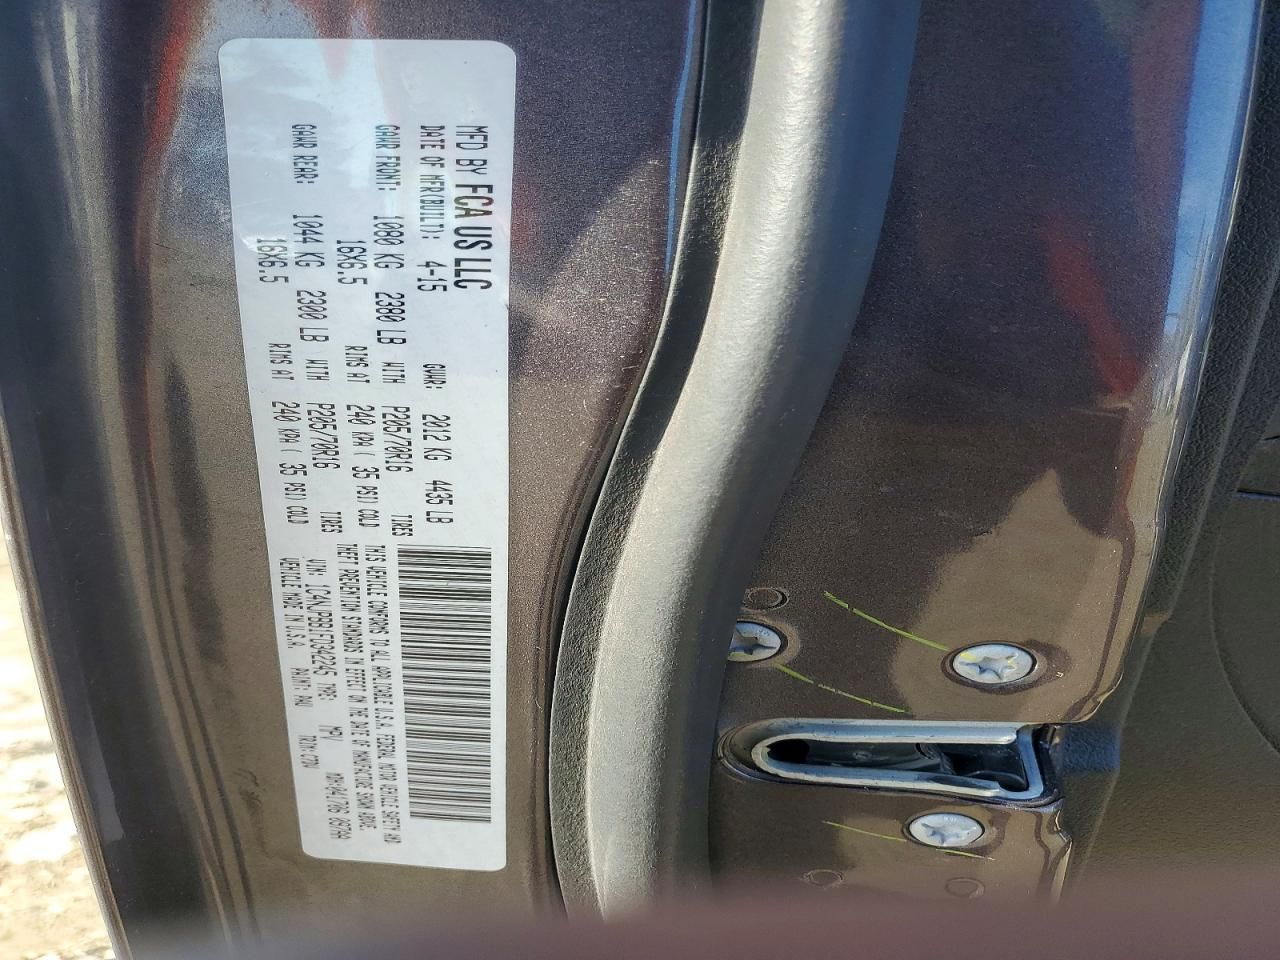 MFD BY FCA US LLC
DATE OF MFR(BUILT): 4-15 GVWR: 2012 KG 4435 LB
GAWR FRONT: 1080 KG 2380 LB WITH P205/70R16 TIRES
16X6.5 RIMS AT 240 KPA( 35 PSI) COLD
GAWR REAR: 1044 KG 2300 LB WITH P205/70R16 TIRES
16X6.5 RIMS AT 240 KPA( 35 PSI) COLD
THIS VEHICLE CONFORMS TO ALL APPLICABLE U.S.A. FEDERAL MOTOR VEHICLE SAFETY AND
THEFT PREVENTION STANDARDS IN EFFECT ON THE DATE OF MANUFACTURE SHOWN ABOVE.
VIN: 1C4NJPBB1FD342265 TYPE: MPV
VEHICLE MADE IN U.S.A. PAINT: PAU TRIM: